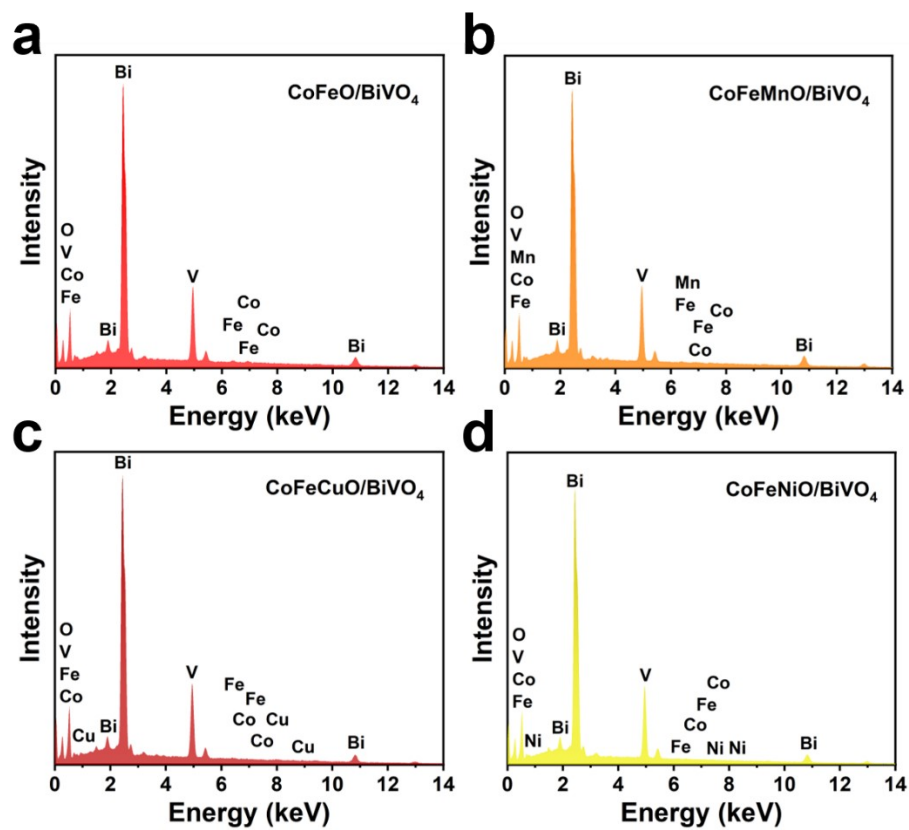 a
Bi
CoFeO/BiVO₄
O
V
Co
Fe
Bi
V
Co
Fe
Co
Fe
Bi
Intensity
0 2 4 6 8 10 12 14
Energy (keV)
b
Bi
CoFeMnO/BiVO₄
O
V
Mn
Co
Fe
Bi
V
Mn
Fe
Co
Fe
Co
Bi
Intensity
0 2 4 6 8 10 12 14
Energy (keV)
c
Bi
CoFeCuO/BiVO₄
O
V
Fe
Co
Cu
Bi
V
Fe
Fe
Co
Cu
Co
Cu
Bi
Intensity
0 2 4 6 8 10 12 14
Energy (keV)
d
Bi
CoFeNiO/BiVO₄
O
V
Co
Fe
Ni
Bi
V
Co
Fe
Co
Fe
Ni Ni
Bi
Intensity
0 2 4 6 8 10 12 14
Energy (keV)